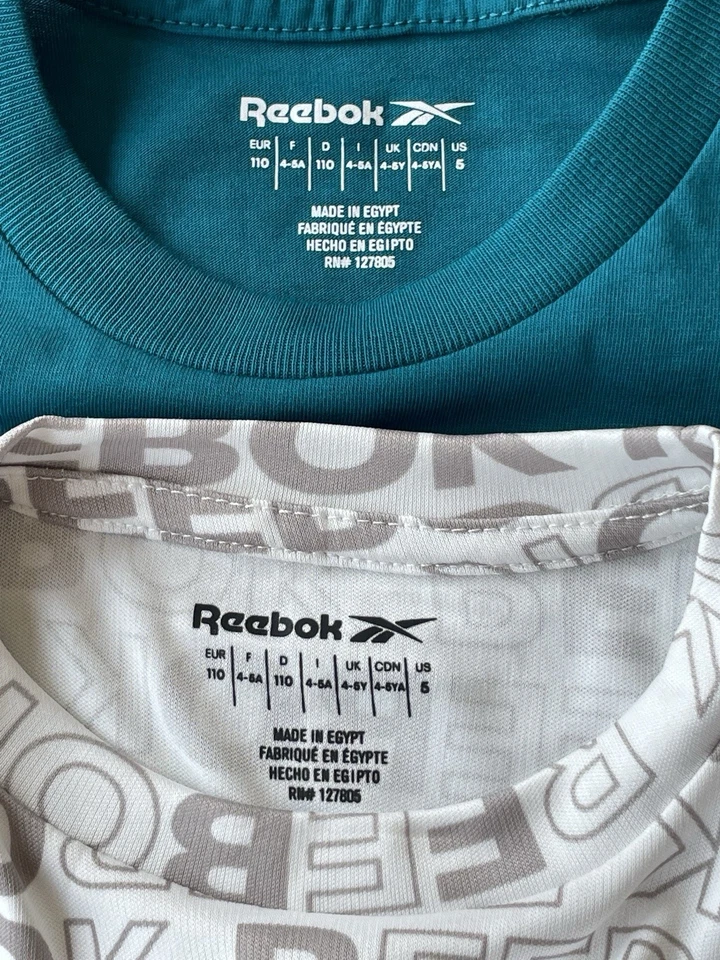 Reebok
EUR F D I UK CDN US
110 4-5A 110 4-5A 4-5Y 4-5YA 5
MADE IN EGYPT
FABRIQUÉ EN ÉGYPTE
HECHO EN EGIPTO
RN# 127805
EBOK
Reebok
EUR F D I UK CDN US
110 4-5A 110 4-5A 4-5Y 4-5YA 5
MADE IN EGYPT
FABRIQUÉ EN ÉGYPTE
HECHO EN EGIPTO
RN# 127805